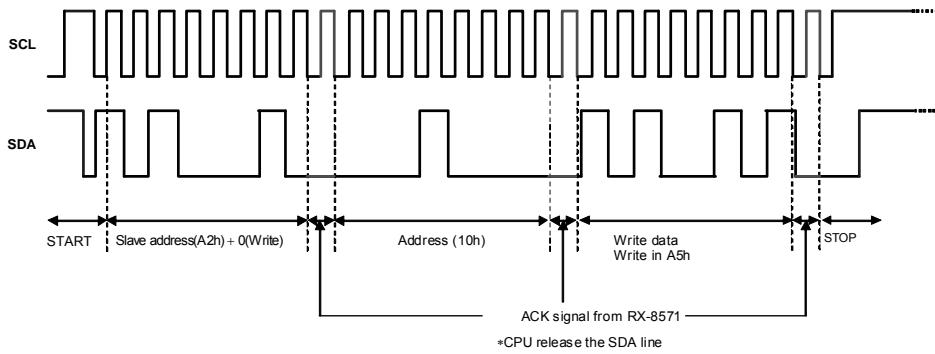 SCL
SDA
START
Slave address(A2h) + 0(Write)
Address (10h)
Write data
Write in A5h
STOP
ACK signal from RX-8571
*CPU release the SDA line